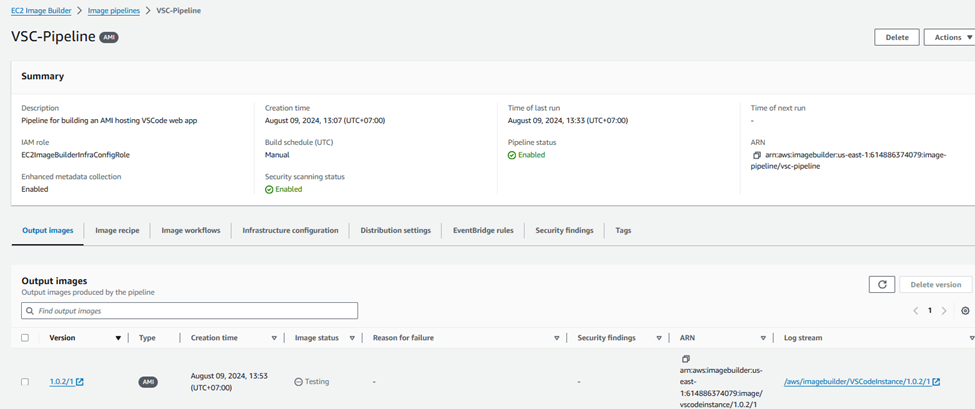 EC2 Image Builder > Image pipelines > VSC-Pipeline
VSC-Pipeline AMI
Delete Actions
Summary
Description
Pipeline for building an AMI hosting VSCode web app
Creation time
August 09, 2024, 13:07 (UTC+07:00)
Time of last run
August 09, 2024, 13:33 (UTC+07:00)
Time of next run
-
IAM role
EC2ImageBuilderInfraConfigRole
Build schedule (UTC)
Manual
Pipeline status
Enabled
ARN
arn:aws:imagebuilder:us-east-1:614886374079:image-
pipeline/vsc-pipeline
Enhanced metadata collection
Enabled
Security scanning status
Enabled
Output images Image recipe Image workflows Infrastructure configuration Distribution settings EventBridge rules Security findings Tags
Output images
Output images produced by the pipeline
Delete version
Find output images
1
Version Type Creation time Image status Reason for failure Security findings ARN Log stream
1.0.2/1
AMI
August 09, 2024, 13:53
(UTC+07:00)
Testing
-
-
arn:aws:imagebuilder:us-
east-
1:614886374079:image/
vscodeinstance/1.0.2/1
/aws/imagebuilder/VSCodeInstance/1.0.2/1